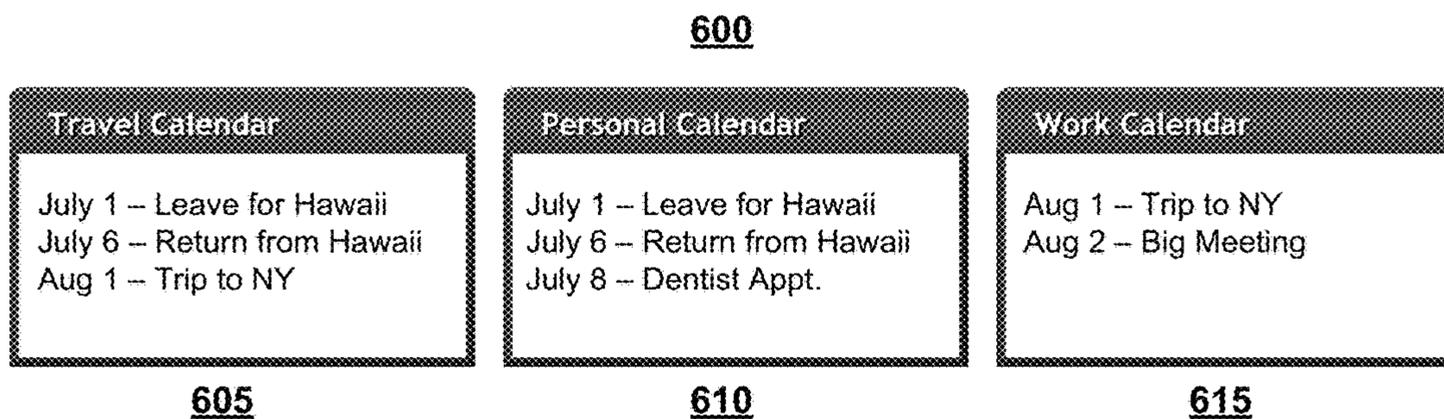 600
Travel Calendar
July 1 – Leave for Hawaii
July 6 – Return from Hawaii
Aug 1 – Trip to NY
605
Personal Calendar
July 1 – Leave for Hawaii
July 6 – Return from Hawaii
July 8 – Dentist Appt.
610
Work Calendar
Aug 1 – Trip to NY
Aug 2 – Big Meeting
615